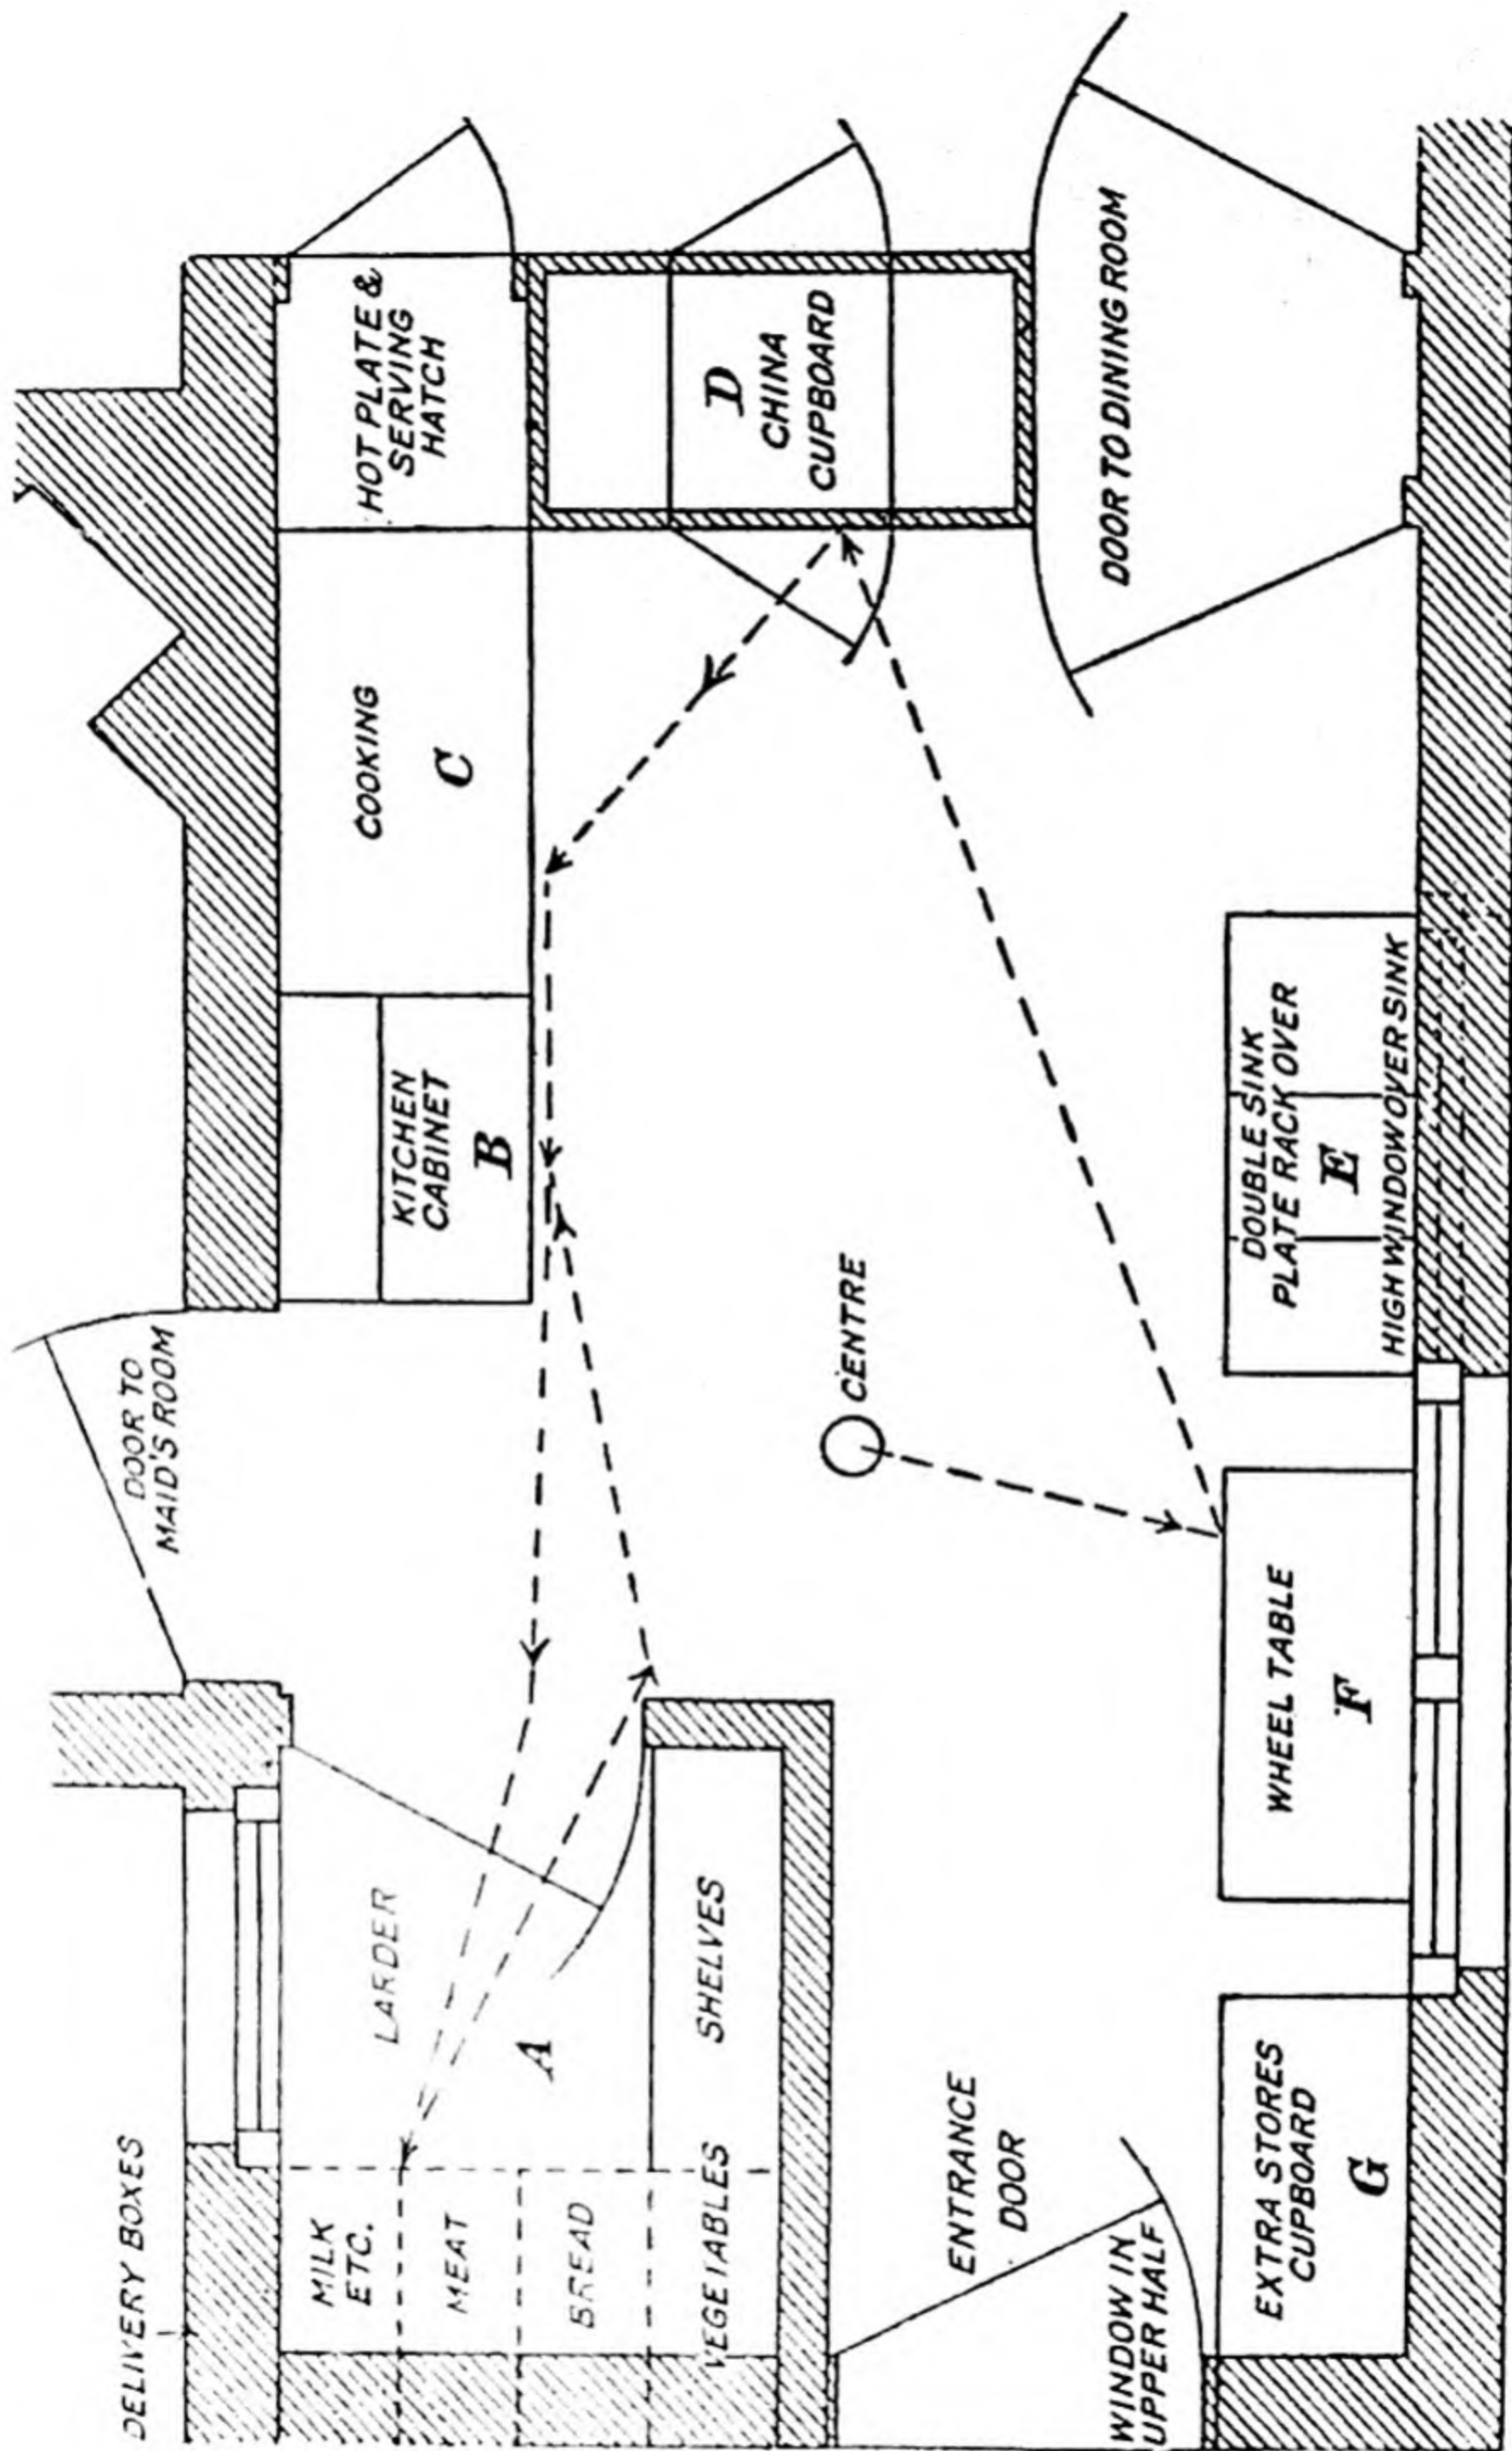 DELIVERY BOXES
DOOR TO
MAID'S ROOM
MILK
ETC.
MEAT
BREAD
VEGETABLES
LARDER
A
SHELVES
KITCHEN
CABINET
B
COOKING
C
HOT PLATE &
SERVING
HATCH
D
CHINA
CUPBOARD
DOOR TO DINING ROOM
CENTRE
ENTRANCE
DOOR
WINDOW IN
UPPER HALF
EXTRA STORES
CUPBOARD
G
WHEEL TABLE
F
DOUBLE SINK
PLATE RACK OVER
E
HIGH WINDOW OVER SINK